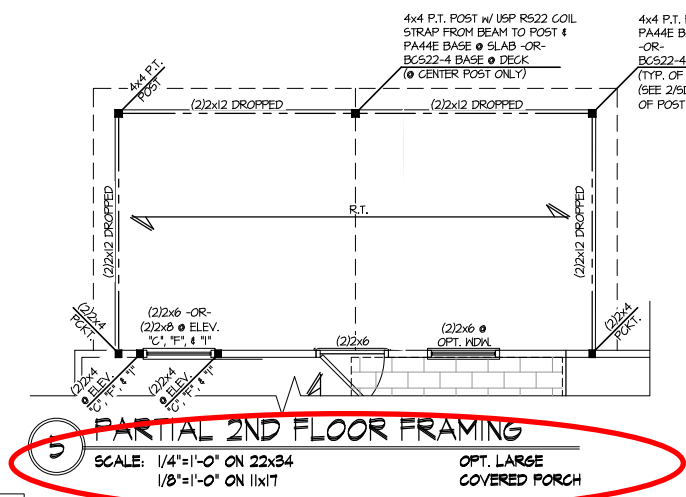 4x4 P.T. POST W/ USP RS22 COIL
STRAP FROM BEAM TO POST &
PA44E BASE @ SLAB -OR-
BCS22-4 BASE @ DECK
(@ CENTER POST ONLY)
4x4 P.T.
PA44E B
-OR-
BCS22-4
(TYP. OF
(SEE 2/SD
OF POST
4x4 P.T.
POST
(2)2x12 DROPPED
(2)2x12 DROPPED
(2)2x12 DROPPED
(2)2x12 DROPPED
R.T.
(2)2x4
PCKT.
(2)2x6 -OR-
(2)2x8 @ ELEV.
"C", "F", & "I"
(2)2x6
(2)2x6 @
OPT. WDW.
(2)2x4
PCKT.
(2)2x4
@ ELEV.
"C", "F", & "I"
(2)2x4
@ ELEV.
"C", "F", & "I"
5
PARTIAL 2ND FLOOR FRAMING
SCALE: 1/4"=1'-0" ON 22x34
1/8"=1'-0" ON 11x17
OPT. LARGE
COVERED PORCH